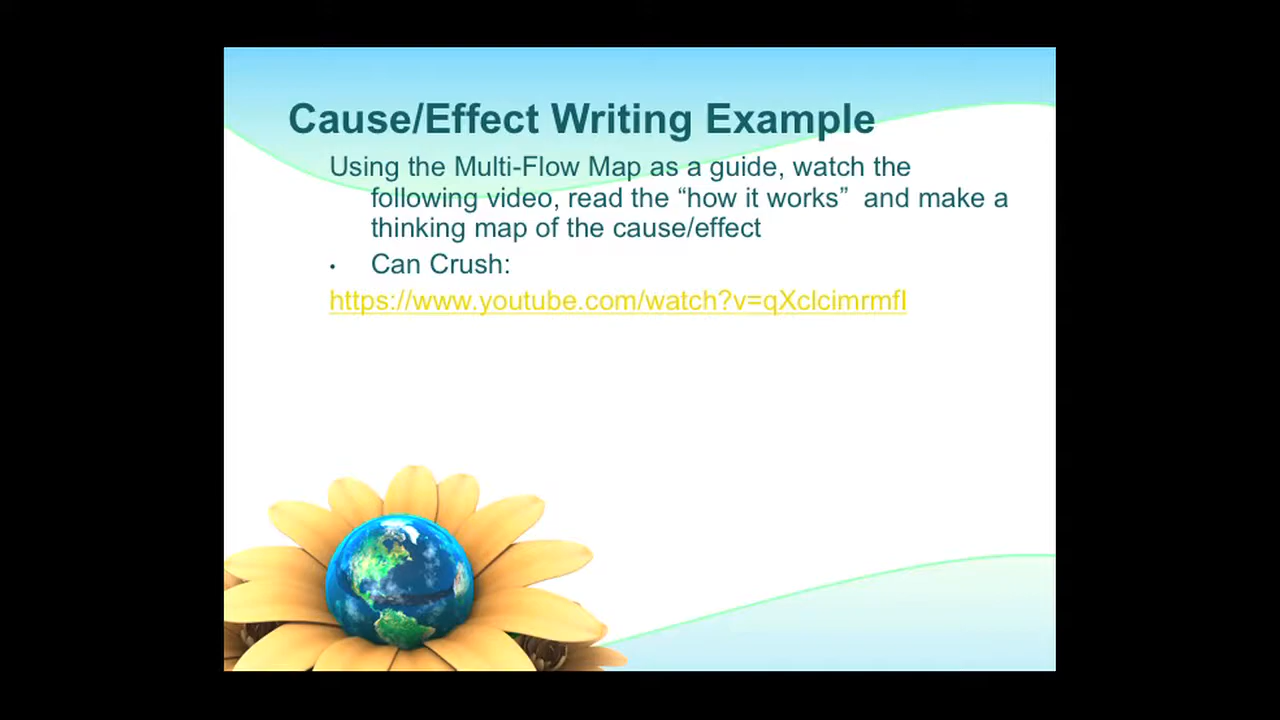 Cause/Effect Writing Example
Using the Multi-Flow Map as a guide, watch the
following video, read the “how it works”  and make a
thinking map of the cause/effect
• Can Crush:
https://www.youtube.com/watch?v=qXclcimrmfI